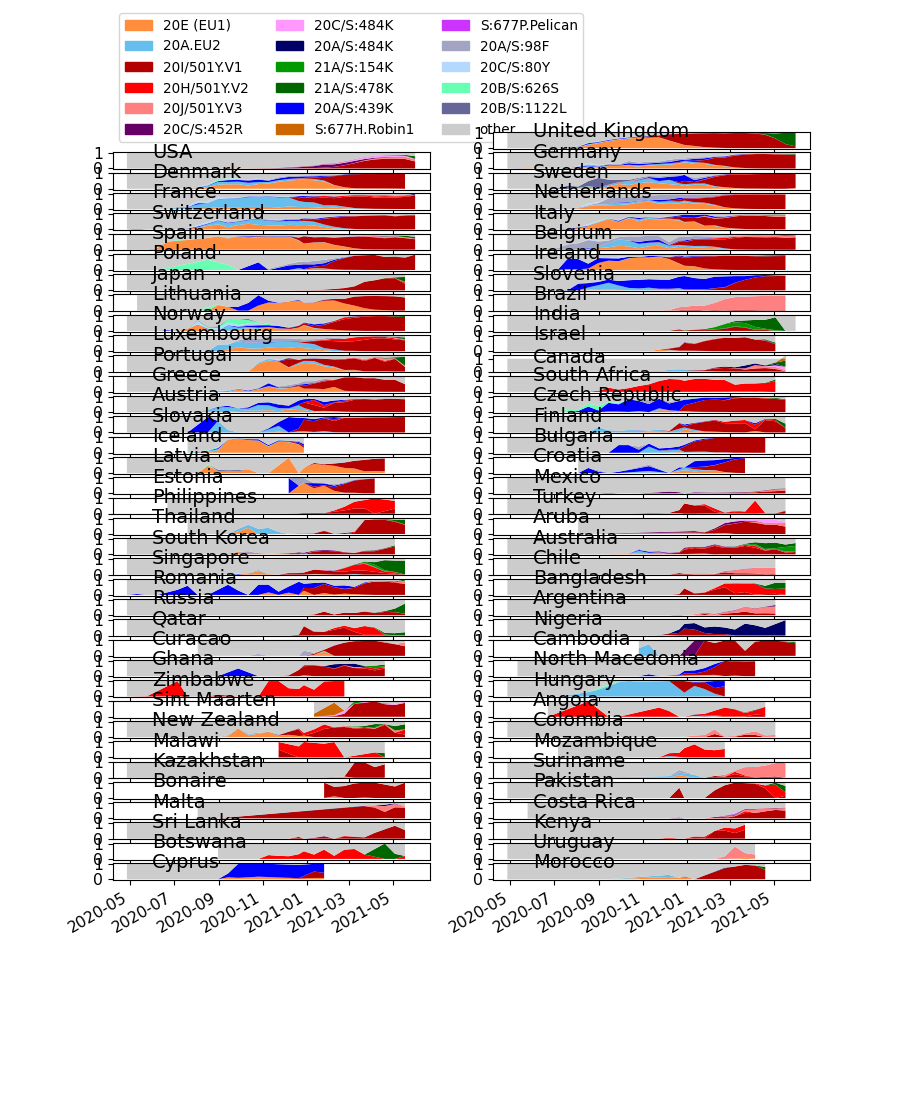 20E (EU1)
20A.EU2
20I/501Y.V1
20H/501Y.V2
20J/501Y.V3
20C/S:452R
20C/S:484K
20A/S:484K
21A/S:154K
21A/S:478K
20A/S:439K
S:677H.Robin1
S:677P.Pelican
20A/S:98F
20C/S:80Y
20B/S:626S
20B/S:1122L
other
United Kingdom
USA
Germany
Denmark
Sweden
France
Netherlands
Switzerland
Italy
Spain
Belgium
Poland
Ireland
Japan
Slovenia
Lithuania
Brazil
Norway
India
Luxembourg
Israel
Portugal
Canada
Greece
South Africa
Austria
Czech Republic
Slovakia
Finland
Iceland
Bulgaria
Latvia
Croatia
Estonia
Mexico
Philippines
Turkey
Thailand
Aruba
South Korea
Australia
Singapore
Chile
Romania
Bangladesh
Russia
Argentina
Qatar
Nigeria
Curacao
Cambodia
Ghana
North Macedonia
Zimbabwe
Hungary
Sint Maarten
Angola
New Zealand
Colombia
Malawi
Mozambique
Kazakhstan
Suriname
Bonaire
Pakistan
Malta
Costa Rica
Sri Lanka
Kenya
Botswana
Uruguay
Cyprus
Morocco
2020-05 2020-07 2020-09 2020-11 2021-01 2021-03 2021-05
2020-05 2020-07 2020-09 2020-11 2021-01 2021-03 2021-05